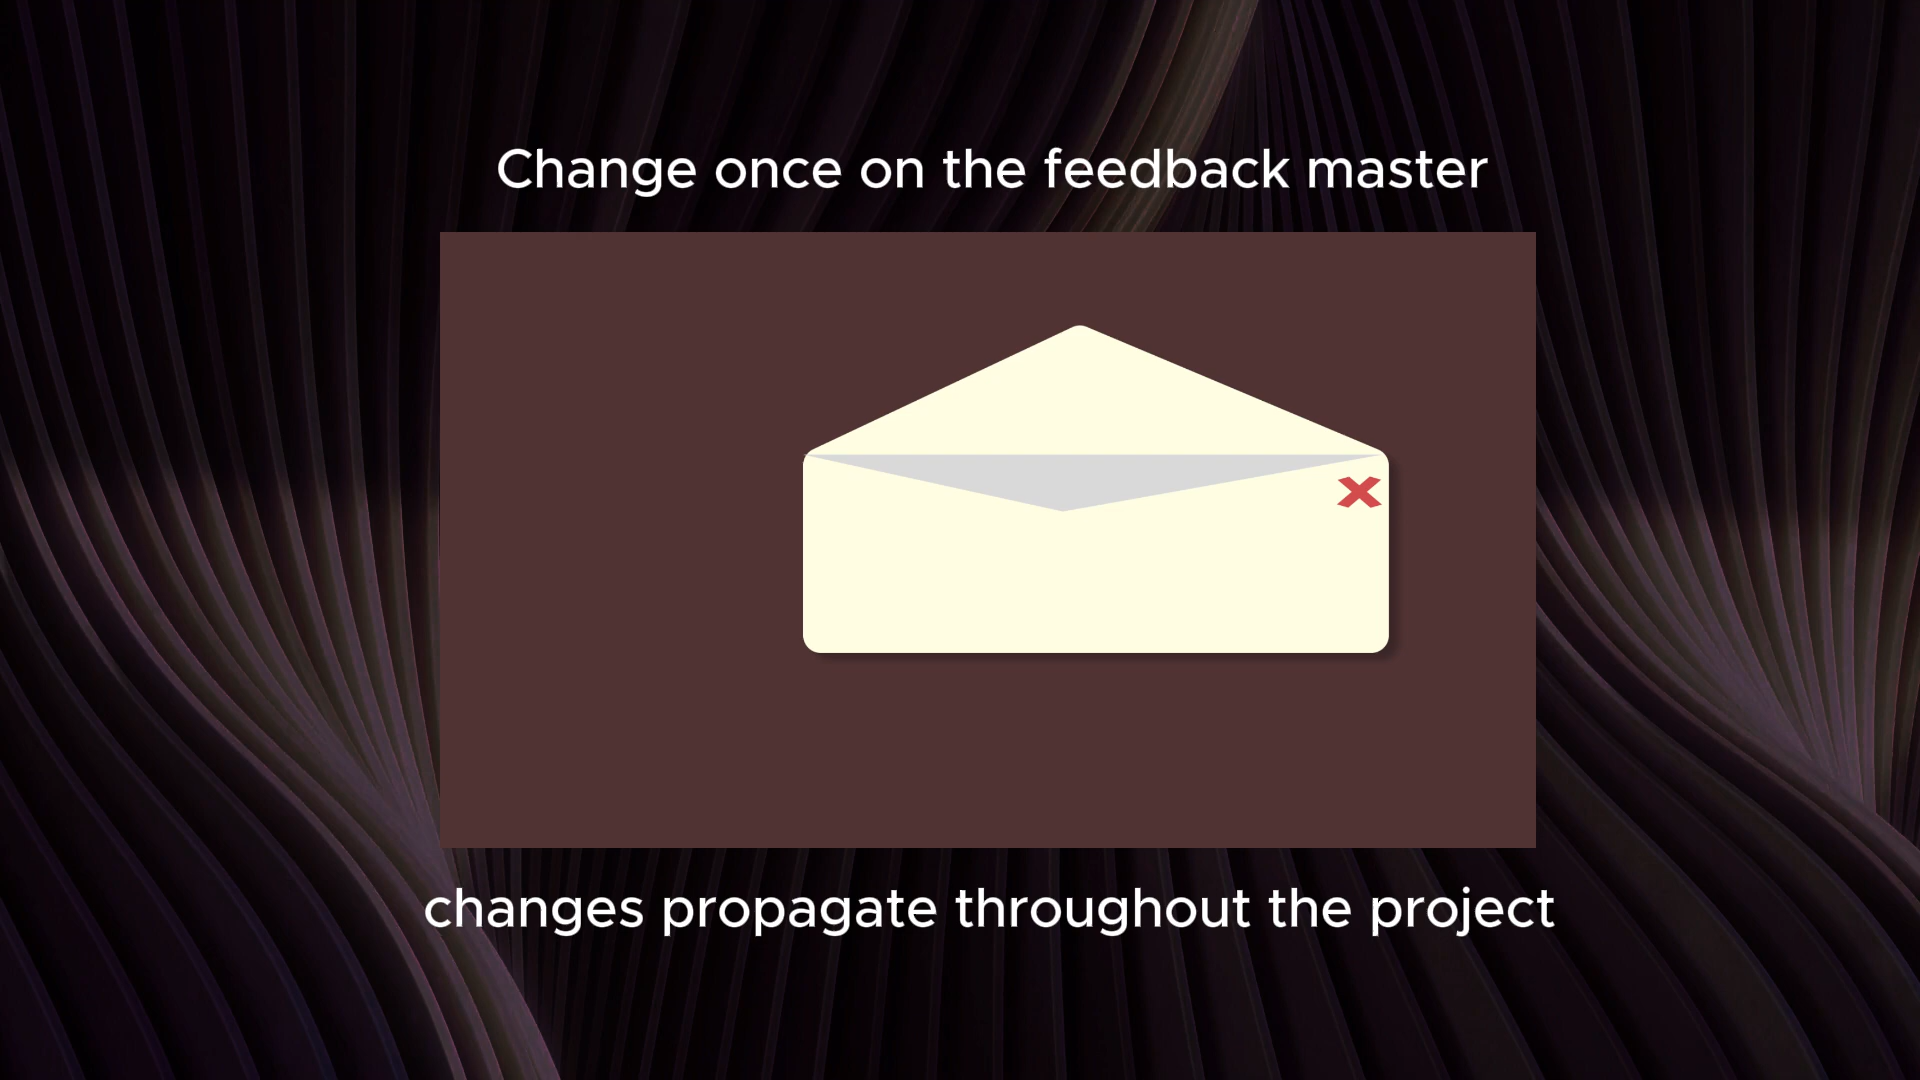 Change once on the feedback master
changes propagate throughout the project